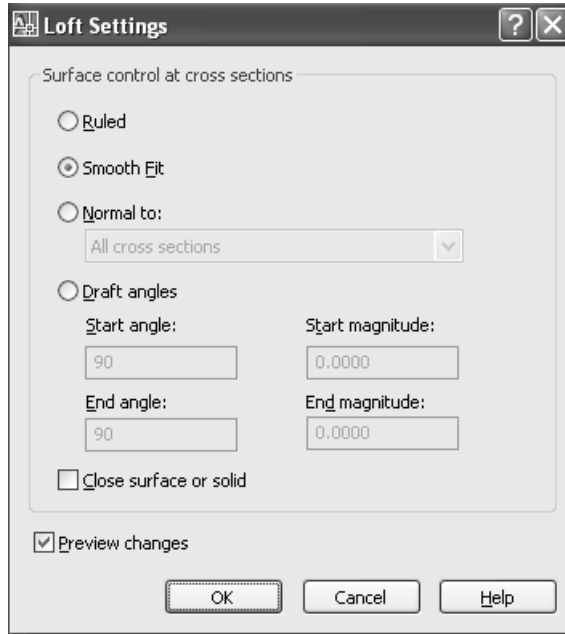 Loft Settings
Surface control at cross sections
Ruled
Smooth Fit
Normal to:
All cross sections
Draft angles
Start angle: Start magnitude:
90 0.0000
End angle: End magnitude:
90 0.0000
Close surface or solid
Preview changes
OK Cancel Help